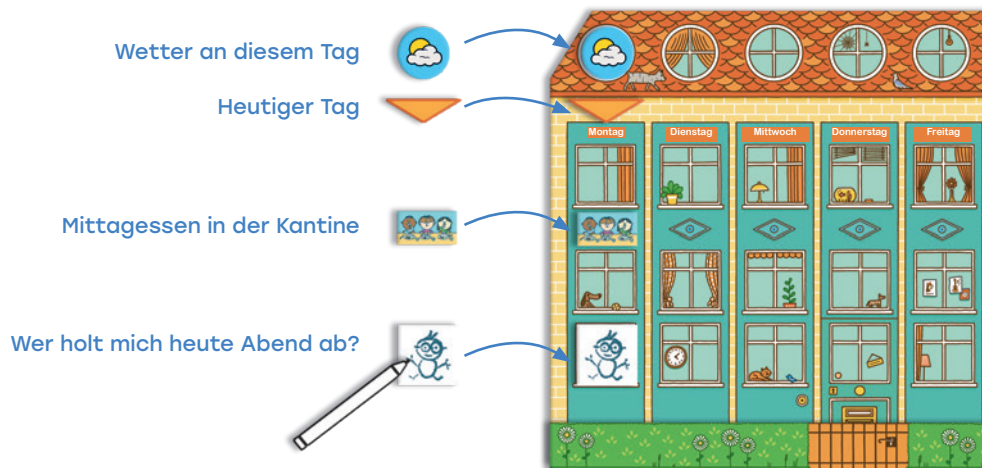 Wetter an diesem Tag
Heutiger Tag
Montag Dienstag Mittwoch Donnerstag Freitag
Mittagessen in der Kantine
Wer holt mich heute Abend ab?